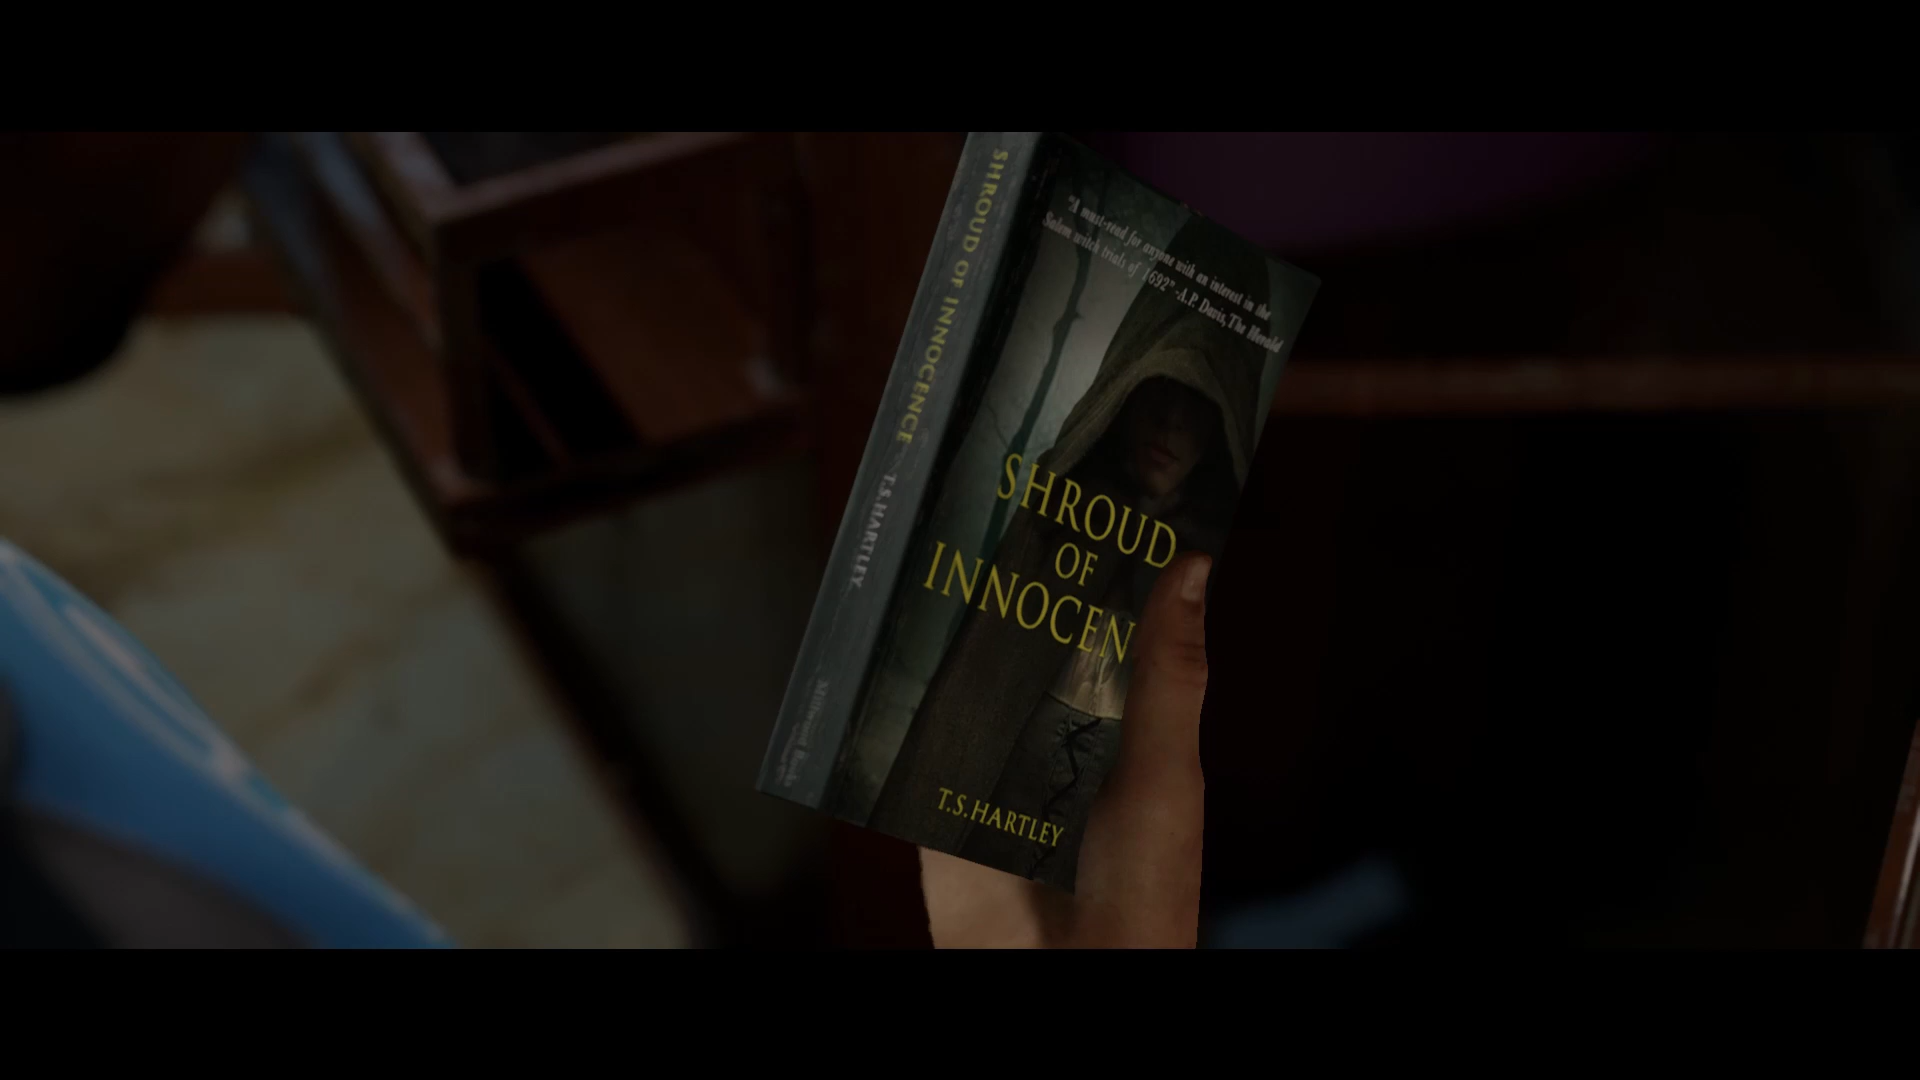 SHROUD OF INNOCENCE T.S.HARTLEY
"A must-read for anyone with an interest in the
Salem witch trials of 1692" -A.P. Davis, The Herald
SHROUD
OF
INNOCEN
T.S.HARTLEY